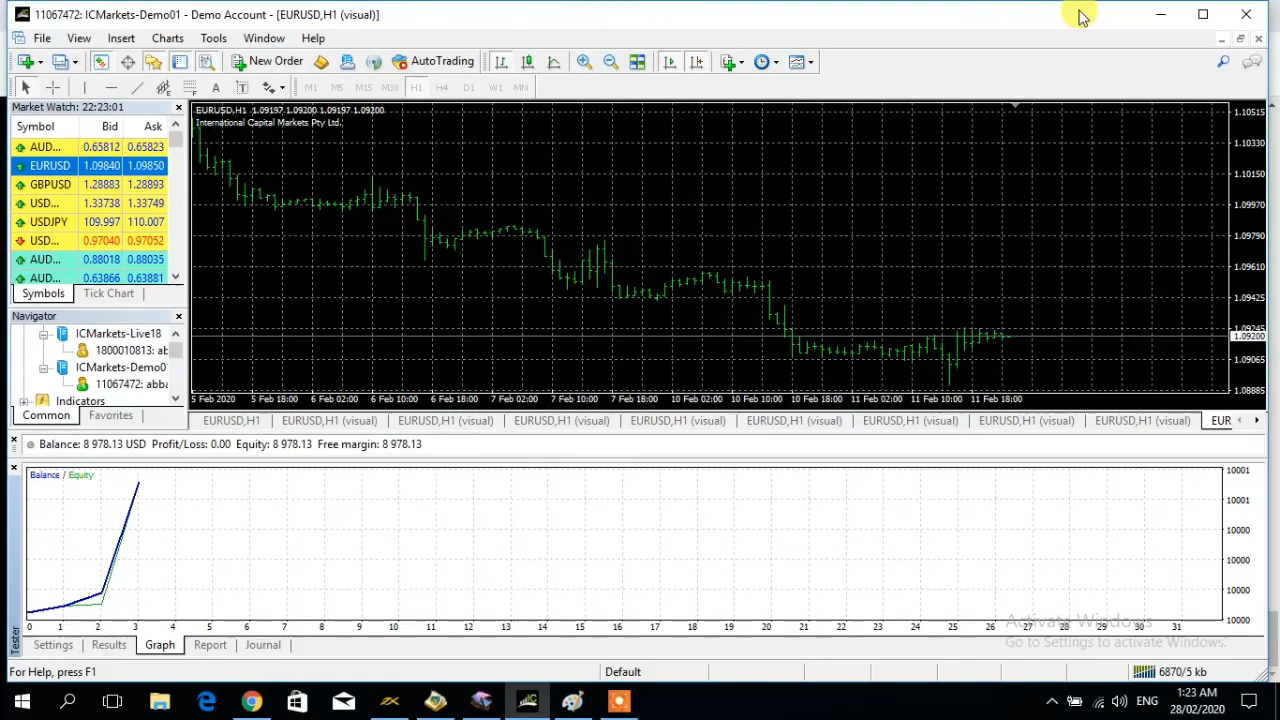 11067472: ICMarkets-Demo01 - Demo Account - [EURUSD,H1 (visual)]
File View Insert Charts Tools Window Help
New Order AutoTrading
A T M1 M5 M15 M30 H1 H4 D1 W1 MN
Market Watch: 22:23:01
Symbol Bid Ask
AUD... 0.65812 0.65823
EURUSD 1.09840 1.09850
GBPUSD 1.28883 1.28893
USD... 1.33738 1.33749
USDJPY 109.997 110.007
USD... 0.97040 0.97052
AUD... 0.88018 0.88035
AUD... 0.63866 0.63881
Symbols Tick Chart
Navigator
ICMarkets-Live18
1800010813: ab
ICMarkets-Demo0
11067472: abba
Indicators
Common Favorites
EURUSD,H1 1.09197 1.09200 1.09197 1.09200
International Capital Markets Pty Ltd.
1.10515
1.10330
1.10150
1.09970
1.09790
1.09610
1.09425
1.09245
1.09200
1.09065
1.08885
5 Feb 2020 5 Feb 18:00 6 Feb 02:00 6 Feb 10:00 6 Feb 18:00 7 Feb 02:00 7 Feb 10:00 7 Feb 18:00 10 Feb 02:00 10 Feb 10:00 10 Feb 18:00 11 Feb 02:00 11 Feb 10:00 11 Feb 18:00
EURUSD,H1 EURUSD,H1 (visual) EURUSD,H1 (visual) EURUSD,H1 (visual) EURUSD,H1 (visual) EURUSD,H1 (visual) EURUSD,H1 (visual) EURUSD,H1 (visual) EURUSD,H1 (visual) EUR
Balance: 8 978.13 USD Profit/Loss: 0.00 Equity: 8 978.13 Free margin: 8 978.13
Balance / Equity
10001
10001
10000
10000
10000
10000
0 1 2 3 4 5 6 7 8 9 10 11 12 13 14 15 16 17 18 19 20 21 22 23 24 25 26 27 28 29 30 31
Tester
Settings Results Graph Report Journal
Activate Windows
Go to Settings to activate Windows.
For Help, press F1 Default 6870/5 kb
ENG 1:23 AM
28/02/2020